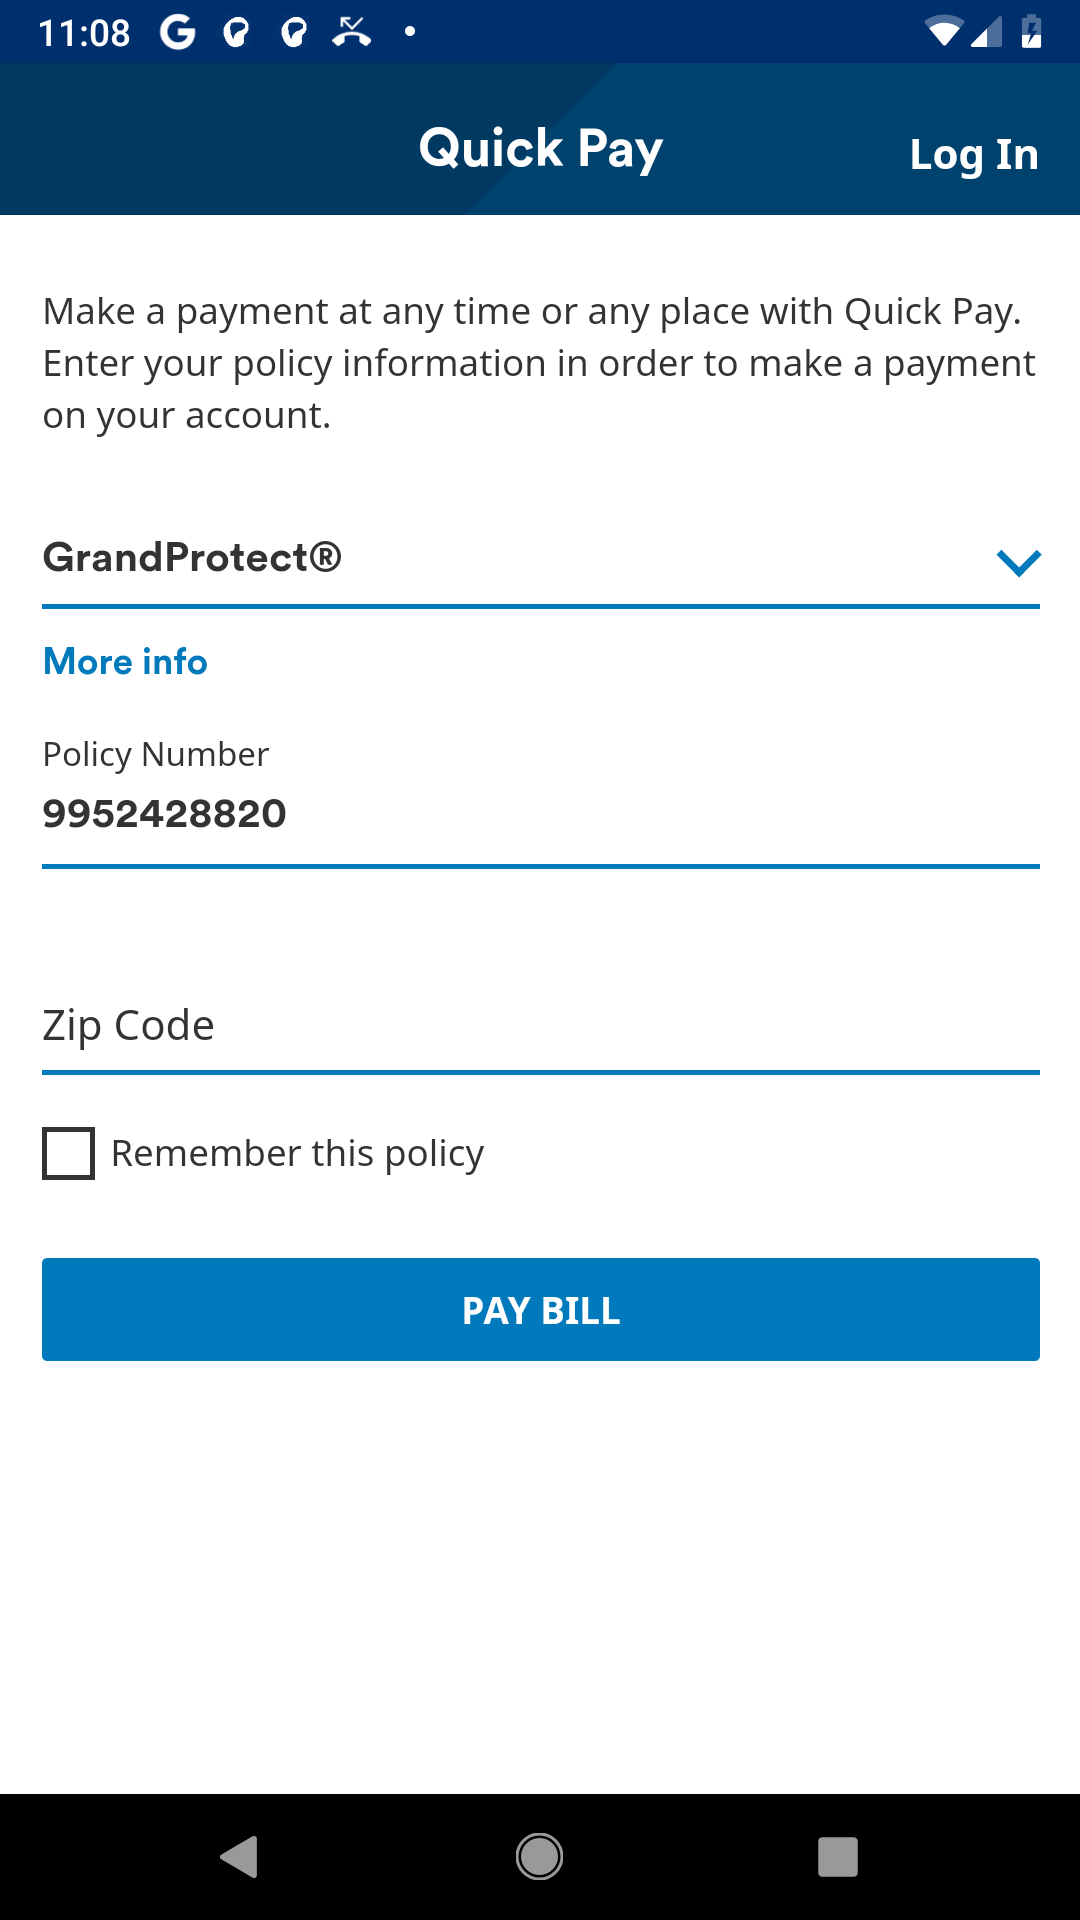 11:08
Quick Pay
Log In
Make a payment at any time or any place with Quick Pay.
Enter your policy information in order to make a payment
on your account.
GrandProtect®
More info
Policy Number
9952428820
Zip Code
Remember this policy
PAY BILL